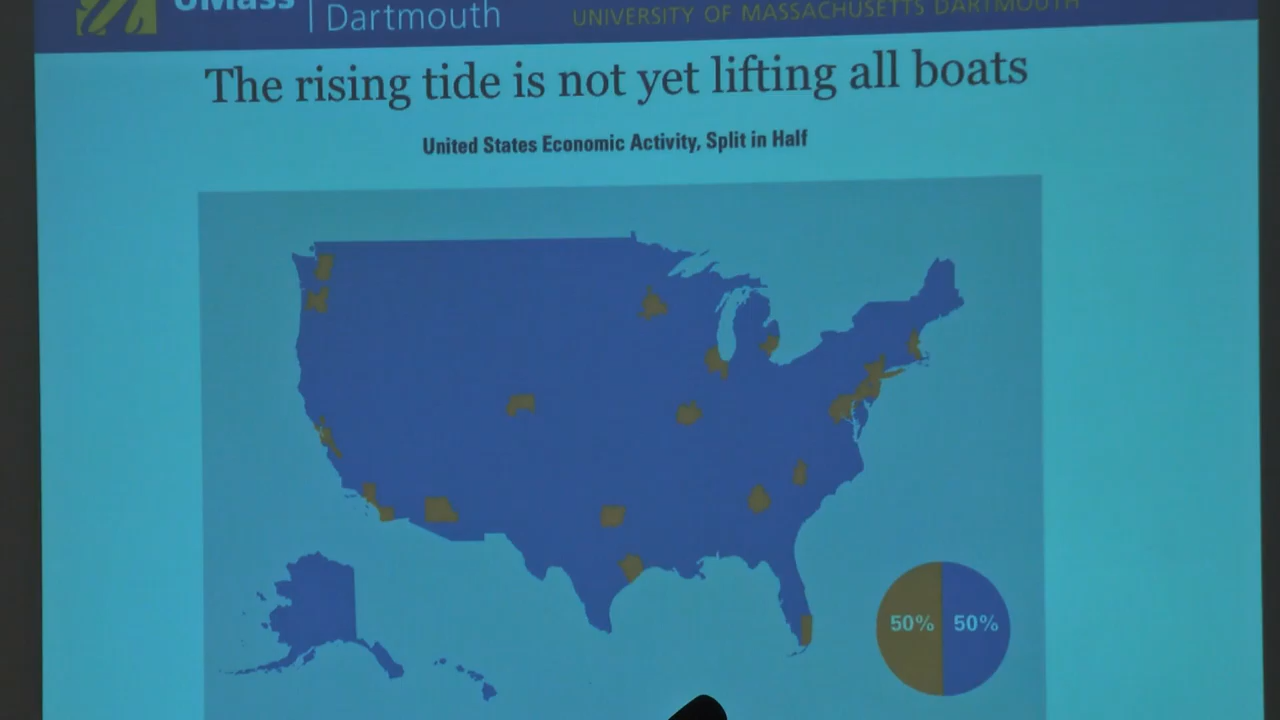 UMass
Dartmouth
UNIVERSITY OF MASSACHUSETTS DARTMOUTH
The rising tide is not yet lifting all boats
United States Economic Activity, Split in Half
50% 50%